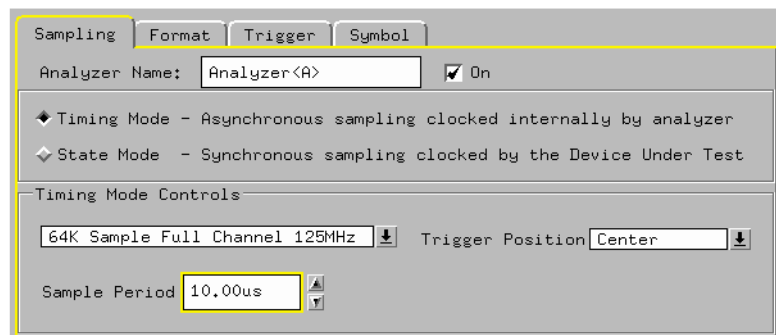 Sampling Format Trigger Symbol
Analyzer Name: Analyzer<A> On
Timing Mode - Asynchronous sampling clocked internally by analyzer
State Mode - Synchronous sampling clocked by the Device Under Test
Timing Mode Controls
64K Sample Full Channel 125MHz Trigger Position Center
Sample Period 10.00us